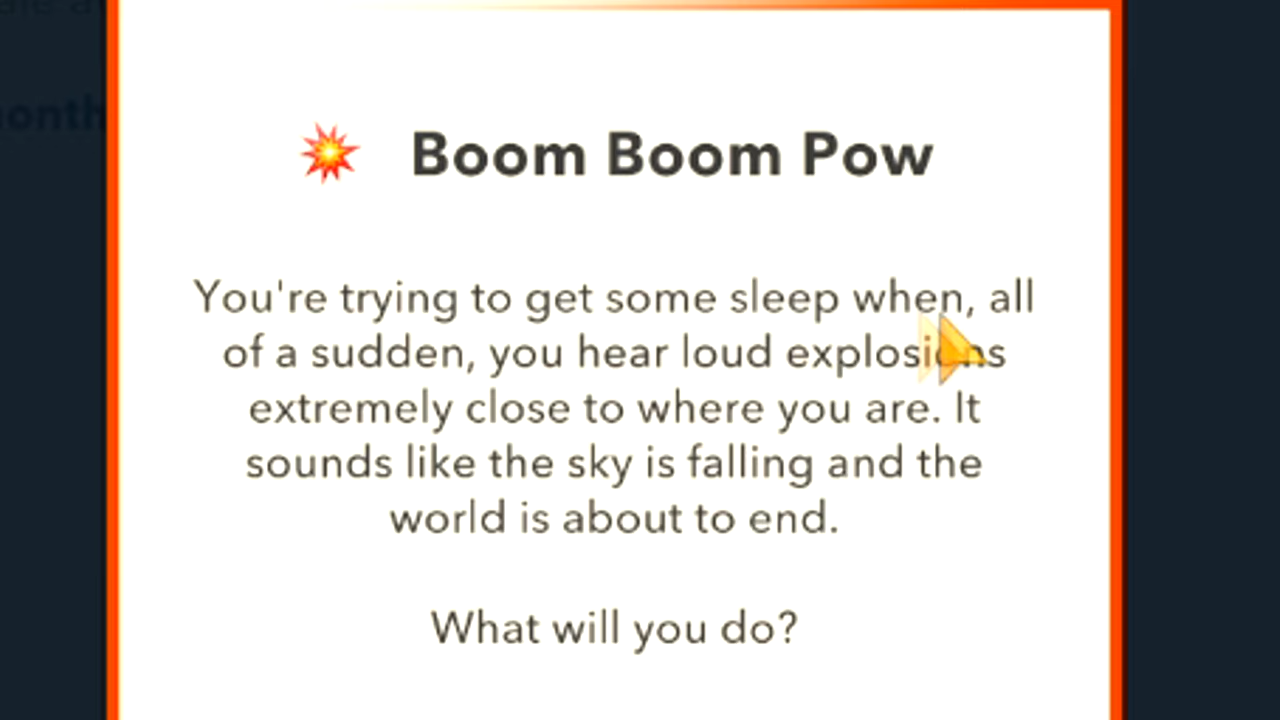 onth
Boom Boom Pow
You're trying to get some sleep when, all
of a sudden, you hear loud explosions
extremely close to where you are. It
sounds like the sky is falling and the
world is about to end.
What will you do?